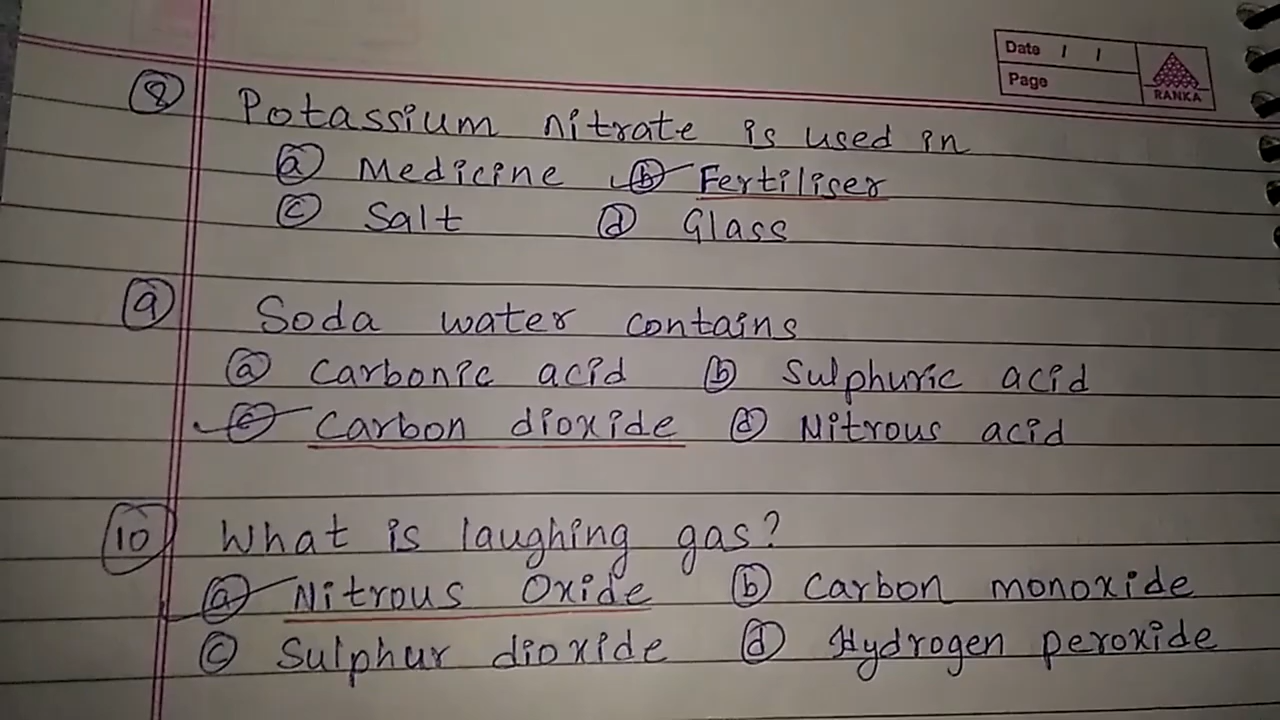 Date / /
Page
RANKA
8 Potassium nitrate is used in
a Medicine b Fertiliser
c Salt d Glass
9 Soda water contains
a Carbonic acid b Sulphuric acid
c Carbon dioxide d Nitrous acid
10 What is laughing gas?
a Nitrous Oxide b Carbon monoxide
c Sulphur dioxide d Hydrogen peroxide